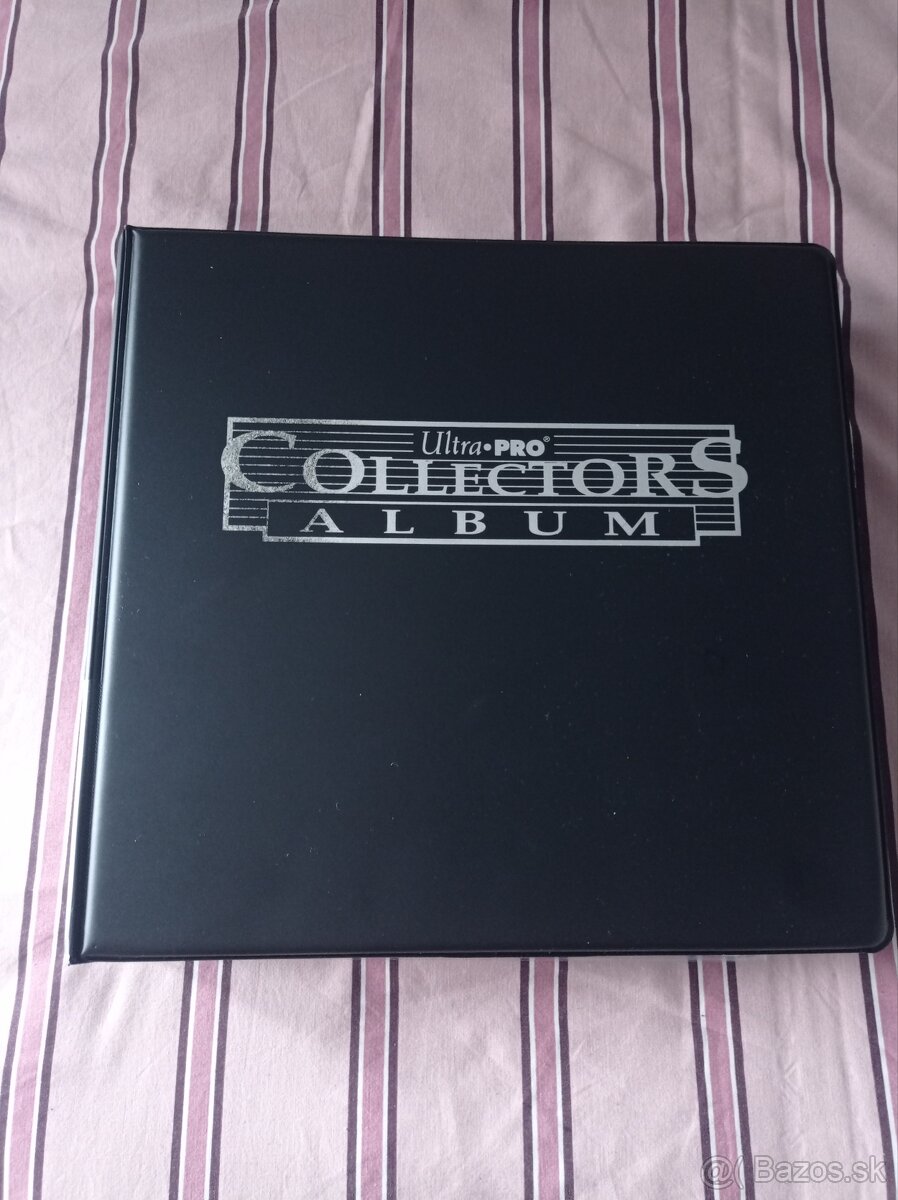 Ultra•PRO®
COLLECTORS
ALBUM
@( Bazos.sk